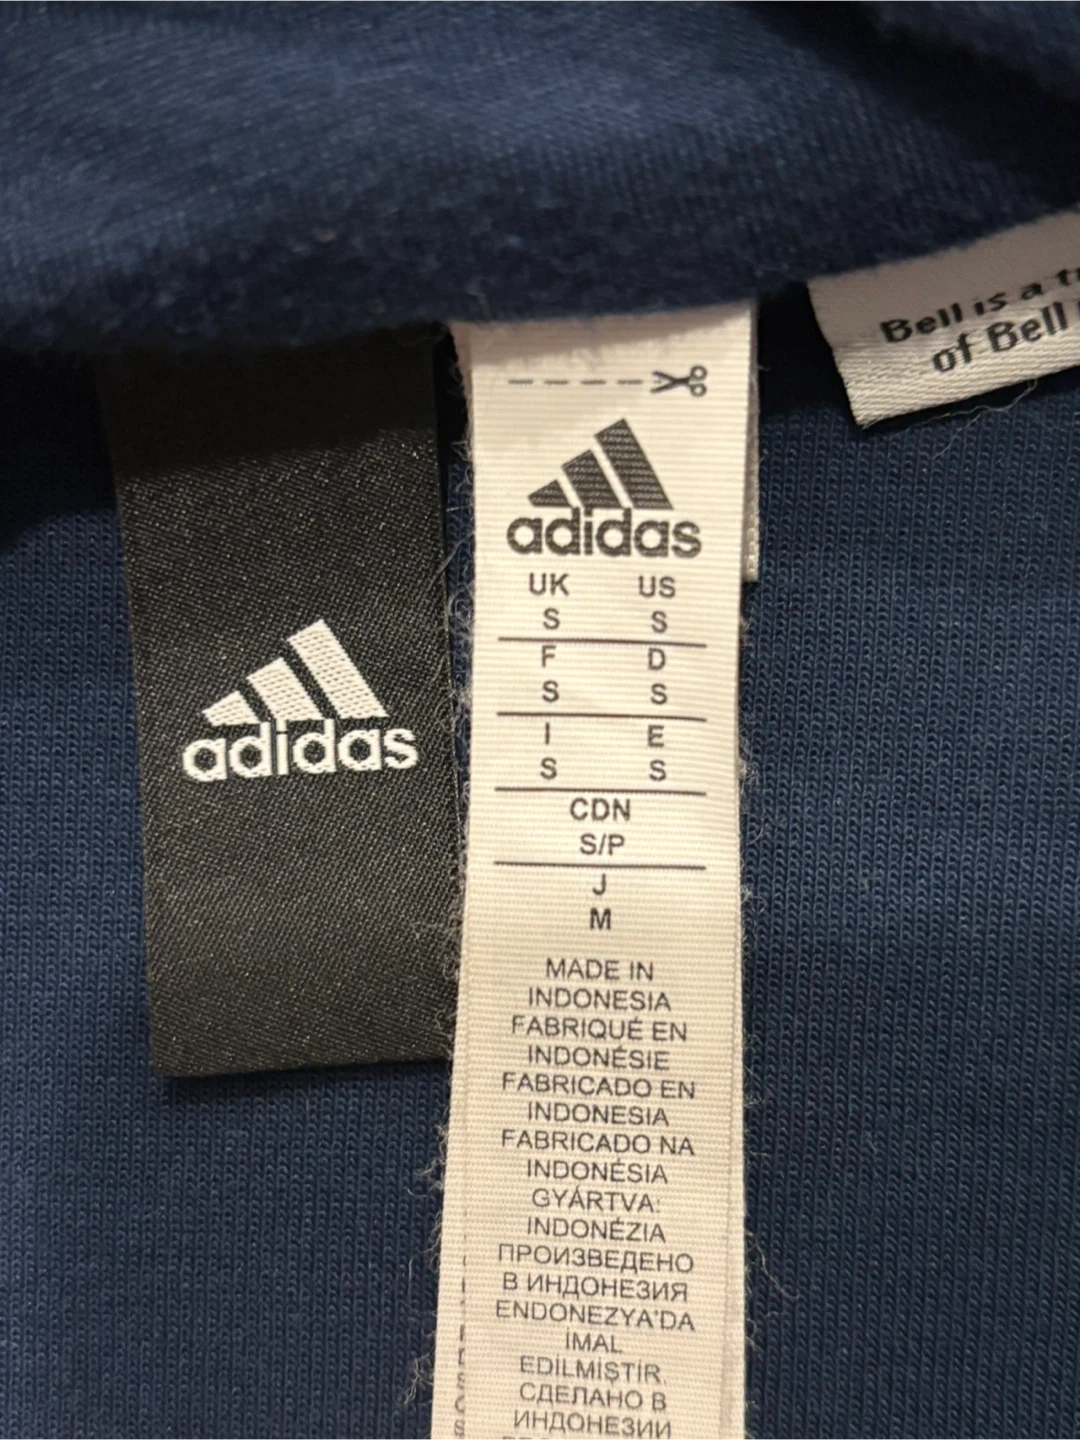 Bell is a
of Bell
adidas
adidas
UK US
S S
F D
S S
I E
S S
CDN
S/P
J
M
MADE IN
INDONESIA
FABRIQUÉ EN
INDONÉSIE
FABRICADO EN
INDONESIA
FABRICADO NA
INDONÉSIA
GYÁRTVA:
INDONÉZIA
ПРОИЗВЕДЕНО
В ИНДОНЕЗИЯ
ENDONEZYA'DA
İMAL
EDİLMİŞTİR.
СДЕЛАНО В
ИНДОНЕЗИИ